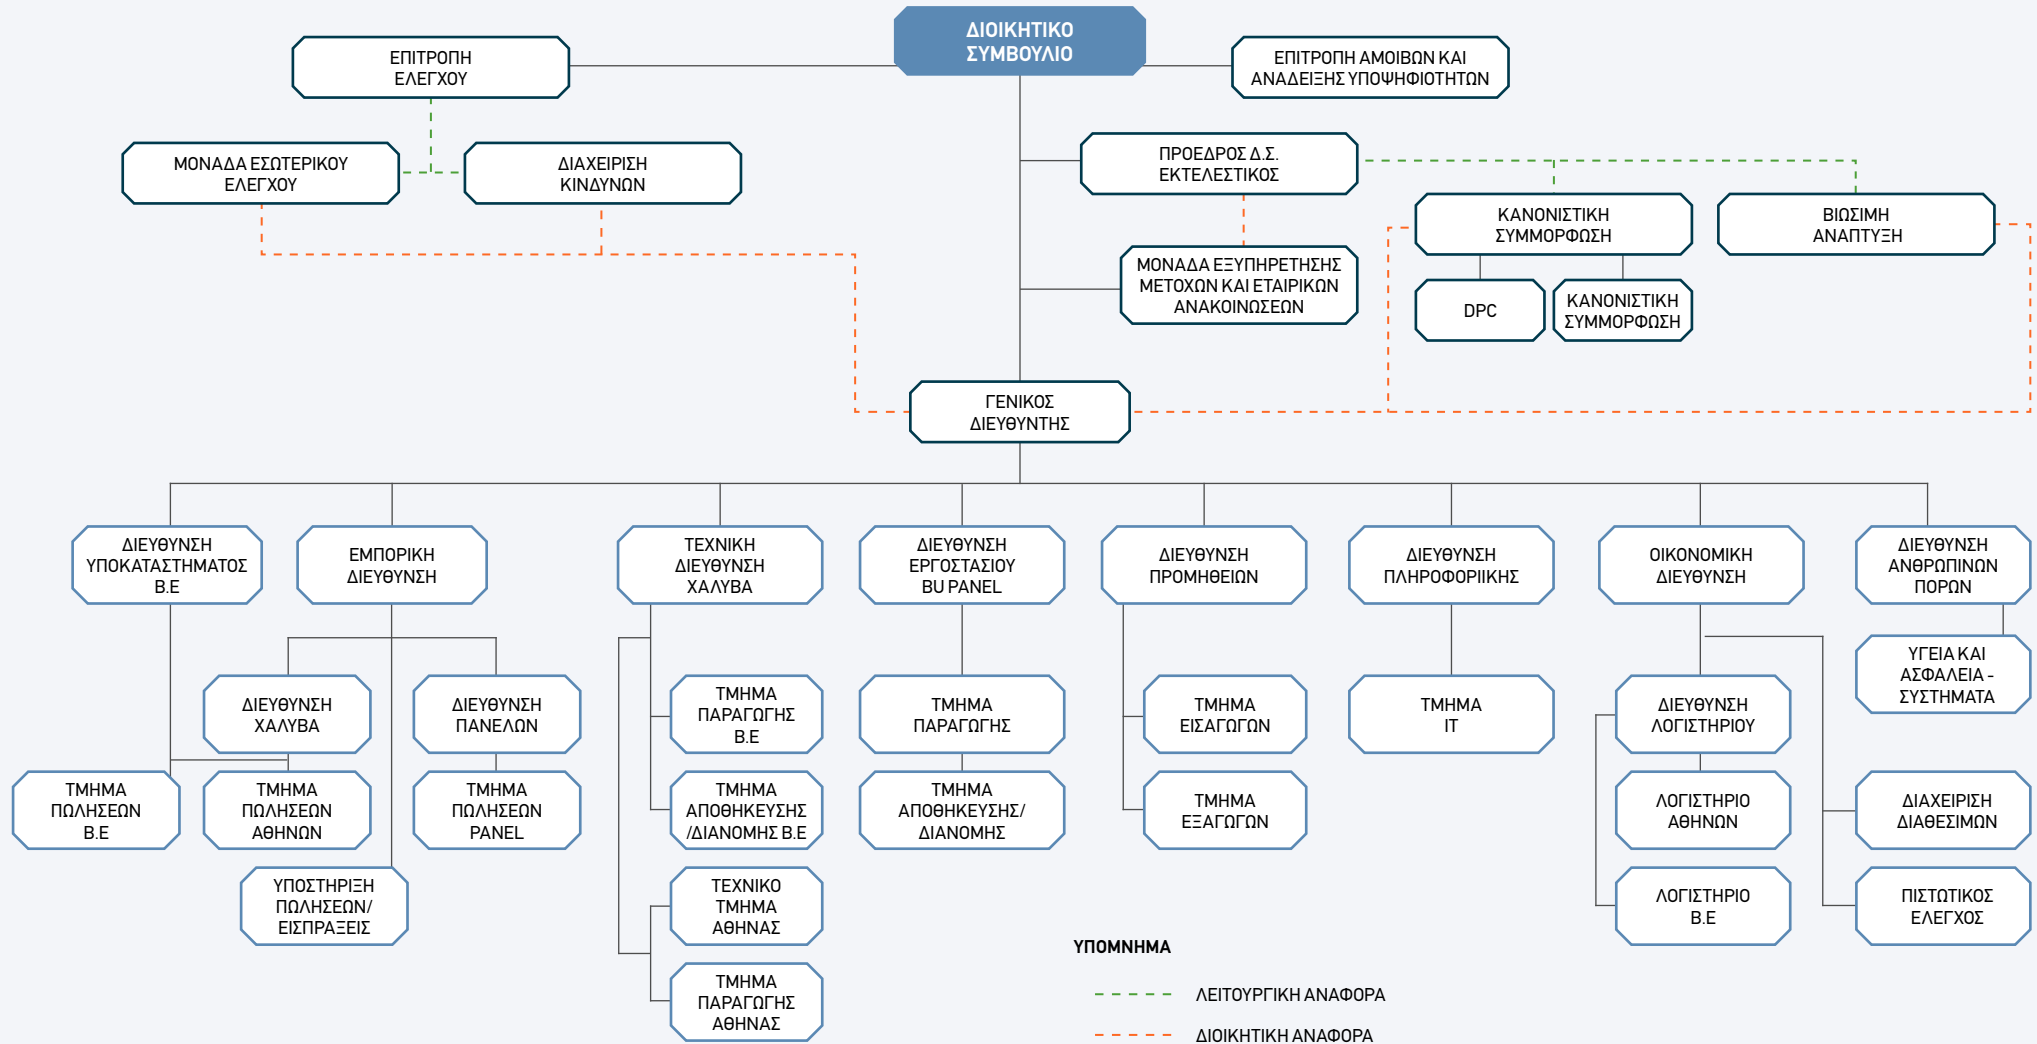 ΔΙΟΙΚΗΤΙΚΟ
ΣΥΜΒΟΥΛΙΟ
ΕΠΙΤΡΟΠΗ
ΕΛΕΓΧΟΥ
ΕΠΙΤΡΟΠΗ ΑΜΟΙΒΩΝ ΚΑΙ
ΑΝΑΔΕΙΞΗΣ ΥΠΟΨΗΦΙΟΤΗΤΩΝ
ΜΟΝΑΔΑ ΕΣΩΤΕΡΙΚΟΥ
ΕΛΕΓΧΟΥ
ΔΙΑΧΕΙΡΙΣΗ
ΚΙΝΔΥΝΩΝ
ΠΡΟΕΔΡΟΣ Δ.Σ.
ΕΚΤΕΛΕΣΤΙΚΟΣ
ΚΑΝΟΝΙΣΤΙΚΗ
ΣΥΜΜΟΡΦΩΣΗ
ΒΙΩΣΙΜΗ
ΑΝΑΠΤΥΞΗ
ΜΟΝΑΔΑ ΕΞΥΠΗΡΕΤΗΣΗΣ
ΜΕΤΟΧΩΝ ΚΑΙ ΕΤΑΙΡΙΚΩΝ
ΑΝΑΚΟΙΝΩΣΕΩΝ
DPC
ΚΑΝΟΝΙΣΤΙΚΗ
ΣΥΜΜΟΡΦΩΣΗ
ΓΕΝΙΚΟΣ
ΔΙΕΥΘΥΝΤΗΣ
ΔΙΕΥΘΥΝΣΗ
ΥΠΟΚΑΤΑΣΤΗΜΑΤΟΣ
Β.Ε
ΕΜΠΟΡΙΚΗ
ΔΙΕΥΘΥΝΣΗ
ΤΕΧΝΙΚΗ
ΔΙΕΥΘΥΝΣΗ
ΧΑΛΥΒΑ
ΔΙΕΥΘΥΝΣΗ
ΕΡΓΟΣΤΑΣΙΟΥ
BU PANEL
ΔΙΕΥΘΥΝΣΗ
ΠΡΟΜΗΘΕΙΩΝ
ΔΙΕΥΘΥΝΣΗ
ΠΛΗΡΟΦΟΡΙΙΚΗΣ
ΟΙΚΟΝΟΜΙΚΗ
ΔΙΕΥΘΥΝΣΗ
ΔΙΕΥΘΥΝΣΗ
ΑΝΘΡΩΠΙΝΩΝ
ΠΟΡΩΝ
ΥΓΕΙΑ ΚΑΙ
ΑΣΦΑΛΕΙΑ -
ΣΥΣΤΗΜΑΤΑ
ΔΙΕΥΘΥΝΣΗ
ΧΑΛΥΒΑ
ΔΙΕΥΘΥΝΣΗ
ΠΑΝΕΛΩΝ
ΤΜΗΜΑ
ΠΑΡΑΓΩΓΗΣ
Β.Ε
ΤΜΗΜΑ
ΠΑΡΑΓΩΓΗΣ
ΤΜΗΜΑ
ΕΙΣΑΓΩΓΩΝ
ΤΜΗΜΑ
ΙΤ
ΔΙΕΥΘΥΝΣΗ
ΛΟΓΙΣΤΗΡΙΟΥ
ΤΜΗΜΑ
ΠΩΛΗΣΕΩΝ
Β.Ε
ΤΜΗΜΑ
ΠΩΛΗΣΕΩΝ
ΑΘΗΝΩΝ
ΤΜΗΜΑ
ΠΩΛΗΣΕΩΝ
PANEL
ΤΜΗΜΑ
ΑΠΟΘΗΚΕΥΣΗΣ
/ΔΙΑΝΟΜΗΣ Β.Ε
ΤΜΗΜΑ
ΑΠΟΘΗΚΕΥΣΗΣ/
ΔΙΑΝΟΜΗΣ
ΤΜΗΜΑ
ΕΞΑΓΩΓΩΝ
ΛΟΓΙΣΤΗΡΙΟ
ΑΘΗΝΩΝ
ΔΙΑΧΕΙΡΙΣΗ
ΔΙΑΘΕΣΙΜΩΝ
ΥΠΟΣΤΗΡΙΞΗ
ΠΩΛΗΣΕΩΝ/
ΕΙΣΠΡΑΞΕΙΣ
ΤΕΧΝΙΚΟ
ΤΜΗΜΑ
ΑΘΗΝΑΣ
ΛΟΓΙΣΤΗΡΙΟ
Β.Ε
ΠΙΣΤΩΤΙΚΟΣ
ΕΛΕΓΧΟΣ
ΤΜΗΜΑ
ΠΑΡΑΓΩΓΗΣ
ΑΘΗΝΑΣ
ΥΠΟΜΝΗΜΑ
ΛΕΙΤΟΥΡΓΙΚΗ ΑΝΑΦΟΡΑ
ΔΙΟΙΚΗΤΙΚΗ ΑΝΑΦΟΡΑ